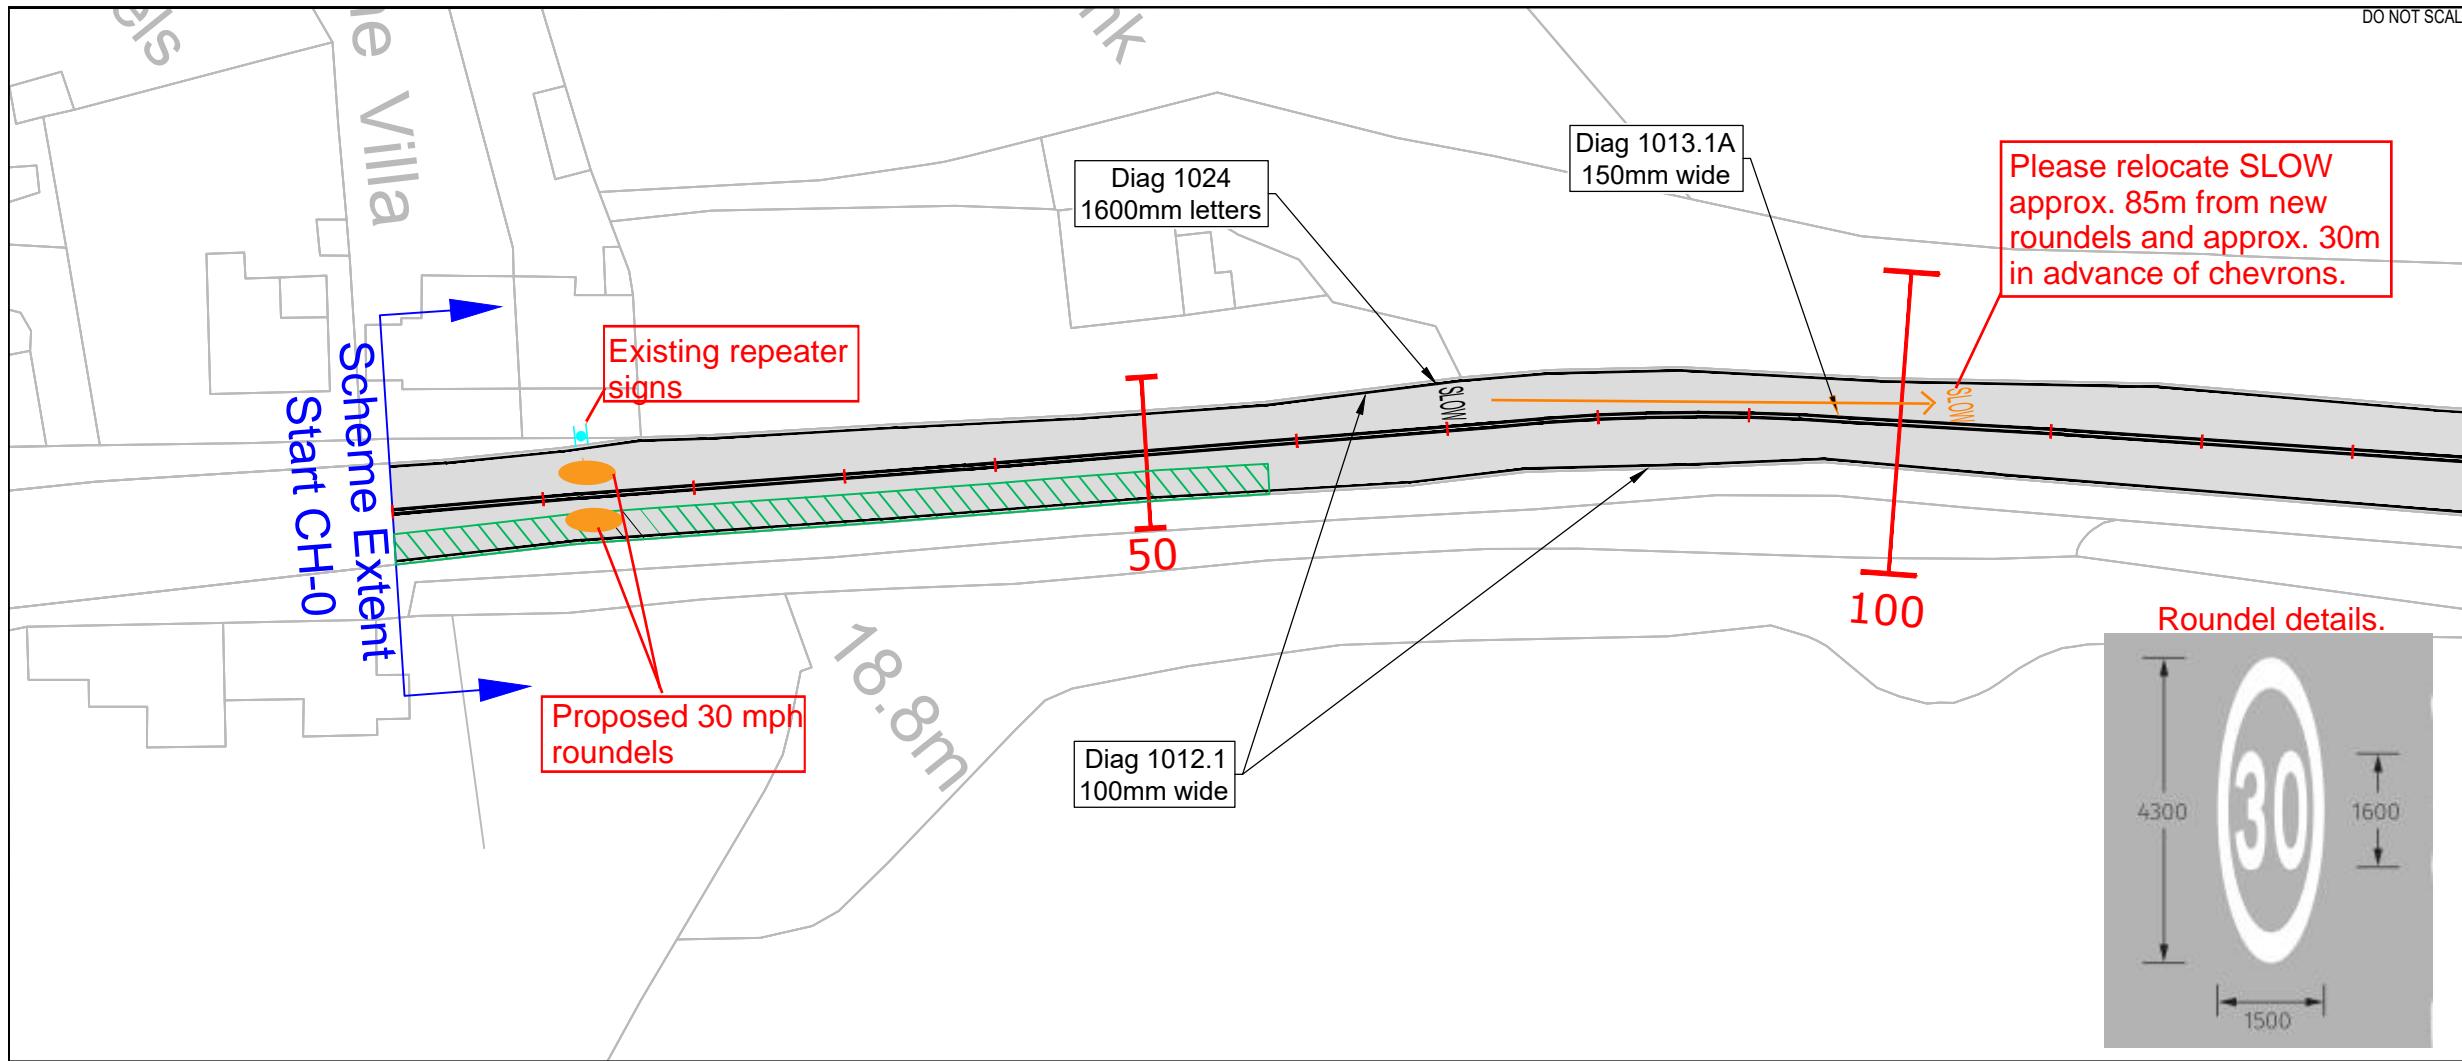 DO NOT SCAL
els
ne Villa
nk
Diag 1024
1600mm letters
Diag 1013.1A
150mm wide
Please relocate SLOW
approx. 85m from new
roundels and approx. 30m
in advance of chevrons.
Existing repeater
signs
Scheme Extent
Start CH-0
SLOW
SLOW
50
100
Proposed 30 mph
roundels
18.8m
Diag 1012.1
100mm wide
Roundel details.
4300
30
1600
1500